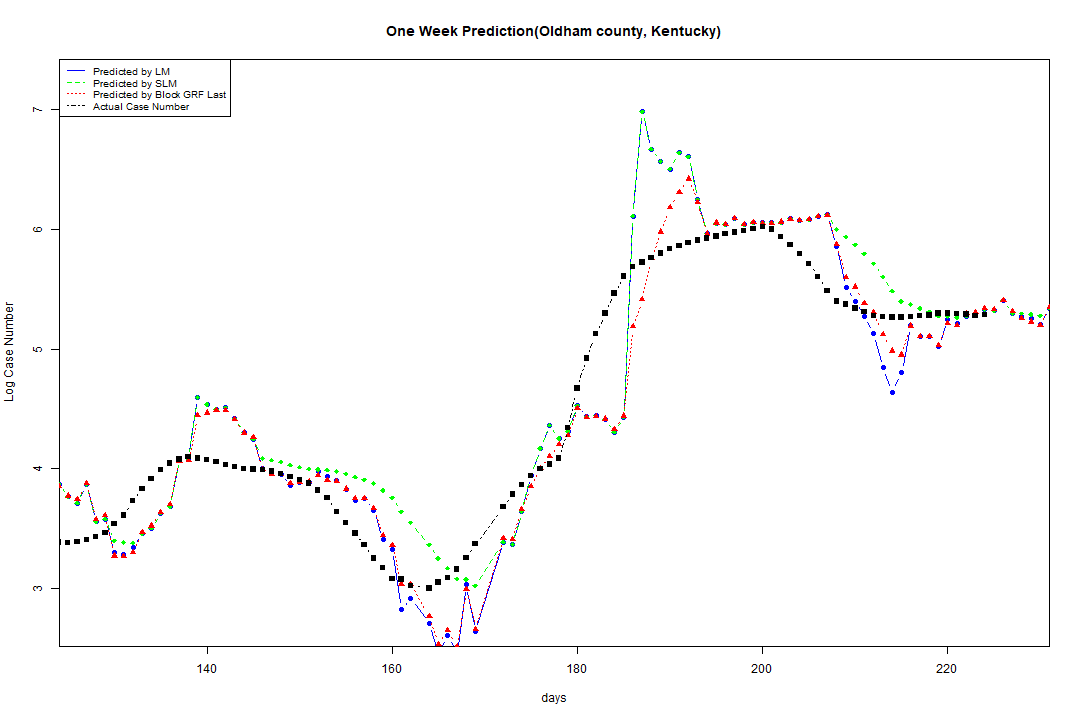 One Week Prediction(Oldham county, Kentucky)
Predicted by LM
Predicted by SLM
Predicted by Block GRF Last
Actual Case Number
7
6
5
4
3
Log Case Number
140 160 180 200 220
days